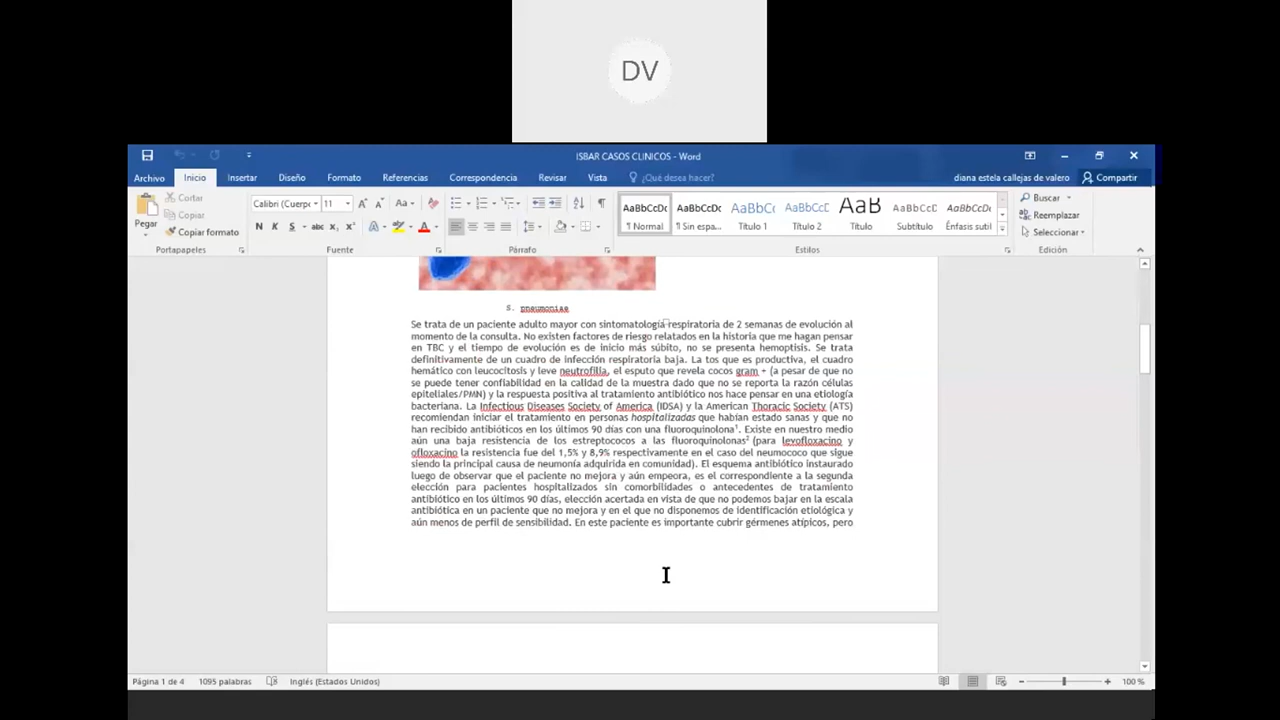 DV
ISBAR CASOS CLINICOS - Word
Archivo Inicio Insertar Diseño Formato Referencias Correspondencia Revisar Vista ¿Qué desea hacer? diana estela callejas de valero Compartir
Pegar Cortar Copiar Copiar formato
Calibri (Cuerpo 11
N K S abc x₂ x²
AaBbCcDc AaBbCcDc AaBbCc AaBbCcD AaB AaBbCcD AaBbCcDc
¶ Normal ¶ Sin espa... Título 1 Título 2 Título Subtítulo Énfasis sutil
Buscar
Reemplazar
Seleccionar
Portapapeles Fuente Párrafo Estilos Edición
S. pneumoniae
Se trata de un paciente adulto mayor con sintomatología respiratoria de 2 semanas de evolución al
momento de la consulta. No existen factores de riesgo relatados en la historia que me hagan pensar
en TBC y el tiempo de evolución es de inicio más súbito, no se presenta hemoptisis. Se trata
definitivamente de un cuadro de infección respiratoria baja. La tos que es productiva, el cuadro
hemático con leucocitosis y leve neutrofilia, el esputo que revela cocos gram + (a pesar de que no
se puede tener confiabilidad en la calidad de la muestra dado que no se reporta la razón células
epiteliales/PMN) y la respuesta positiva al tratamiento antibiótico nos hace pensar en una etiología
bacteriana. La Infectious Diseases Society of America (IDSA) y la American Thoracic Society (ATS)
recomiendan iniciar el tratamiento en personas hospitalizadas que habían estado sanas y que no
han recibido antibióticos en los últimos 90 días con una fluoroquinolona¹. Existe en nuestro medio
aún una baja resistencia de los estreptococos a las fluoroquinolonas² (para levofloxacino y
ofloxacino la resistencia fue del 1,5% y 8,9% respectivamente en el caso del neumococo que sigue
siendo la principal causa de neumonía adquirida en comunidad). El esquema antibiótico instaurado
luego de observar que el paciente no mejora y aún empeora, es el correspondiente a la segunda
elección para pacientes hospitalizados sin comorbilidades o antecedentes de tratamiento
antibiótico en los últimos 90 días, elección acertada en vista de que no podemos bajar en la escala
antibiótica en un paciente que no mejora y en el que no disponemos de identificación etiológica y
aún menos de perfil de sensibilidad. En este paciente es importante cubrir gérmenes atípicos, pero
Página 1 de 4 1095 palabras Inglés (Estados Unidos) 100 %